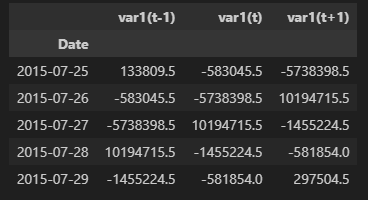 var1(t-1) var1(t) var1(t+1)
Date
2015-07-25 133809.5 -583045.5 -5738398.5
2015-07-26 -583045.5 -5738398.5 10194715.5
2015-07-27 -5738398.5 10194715.5 -1455224.5
2015-07-28 10194715.5 -1455224.5 -581854.0
2015-07-29 -1455224.5 -581854.0 297504.5